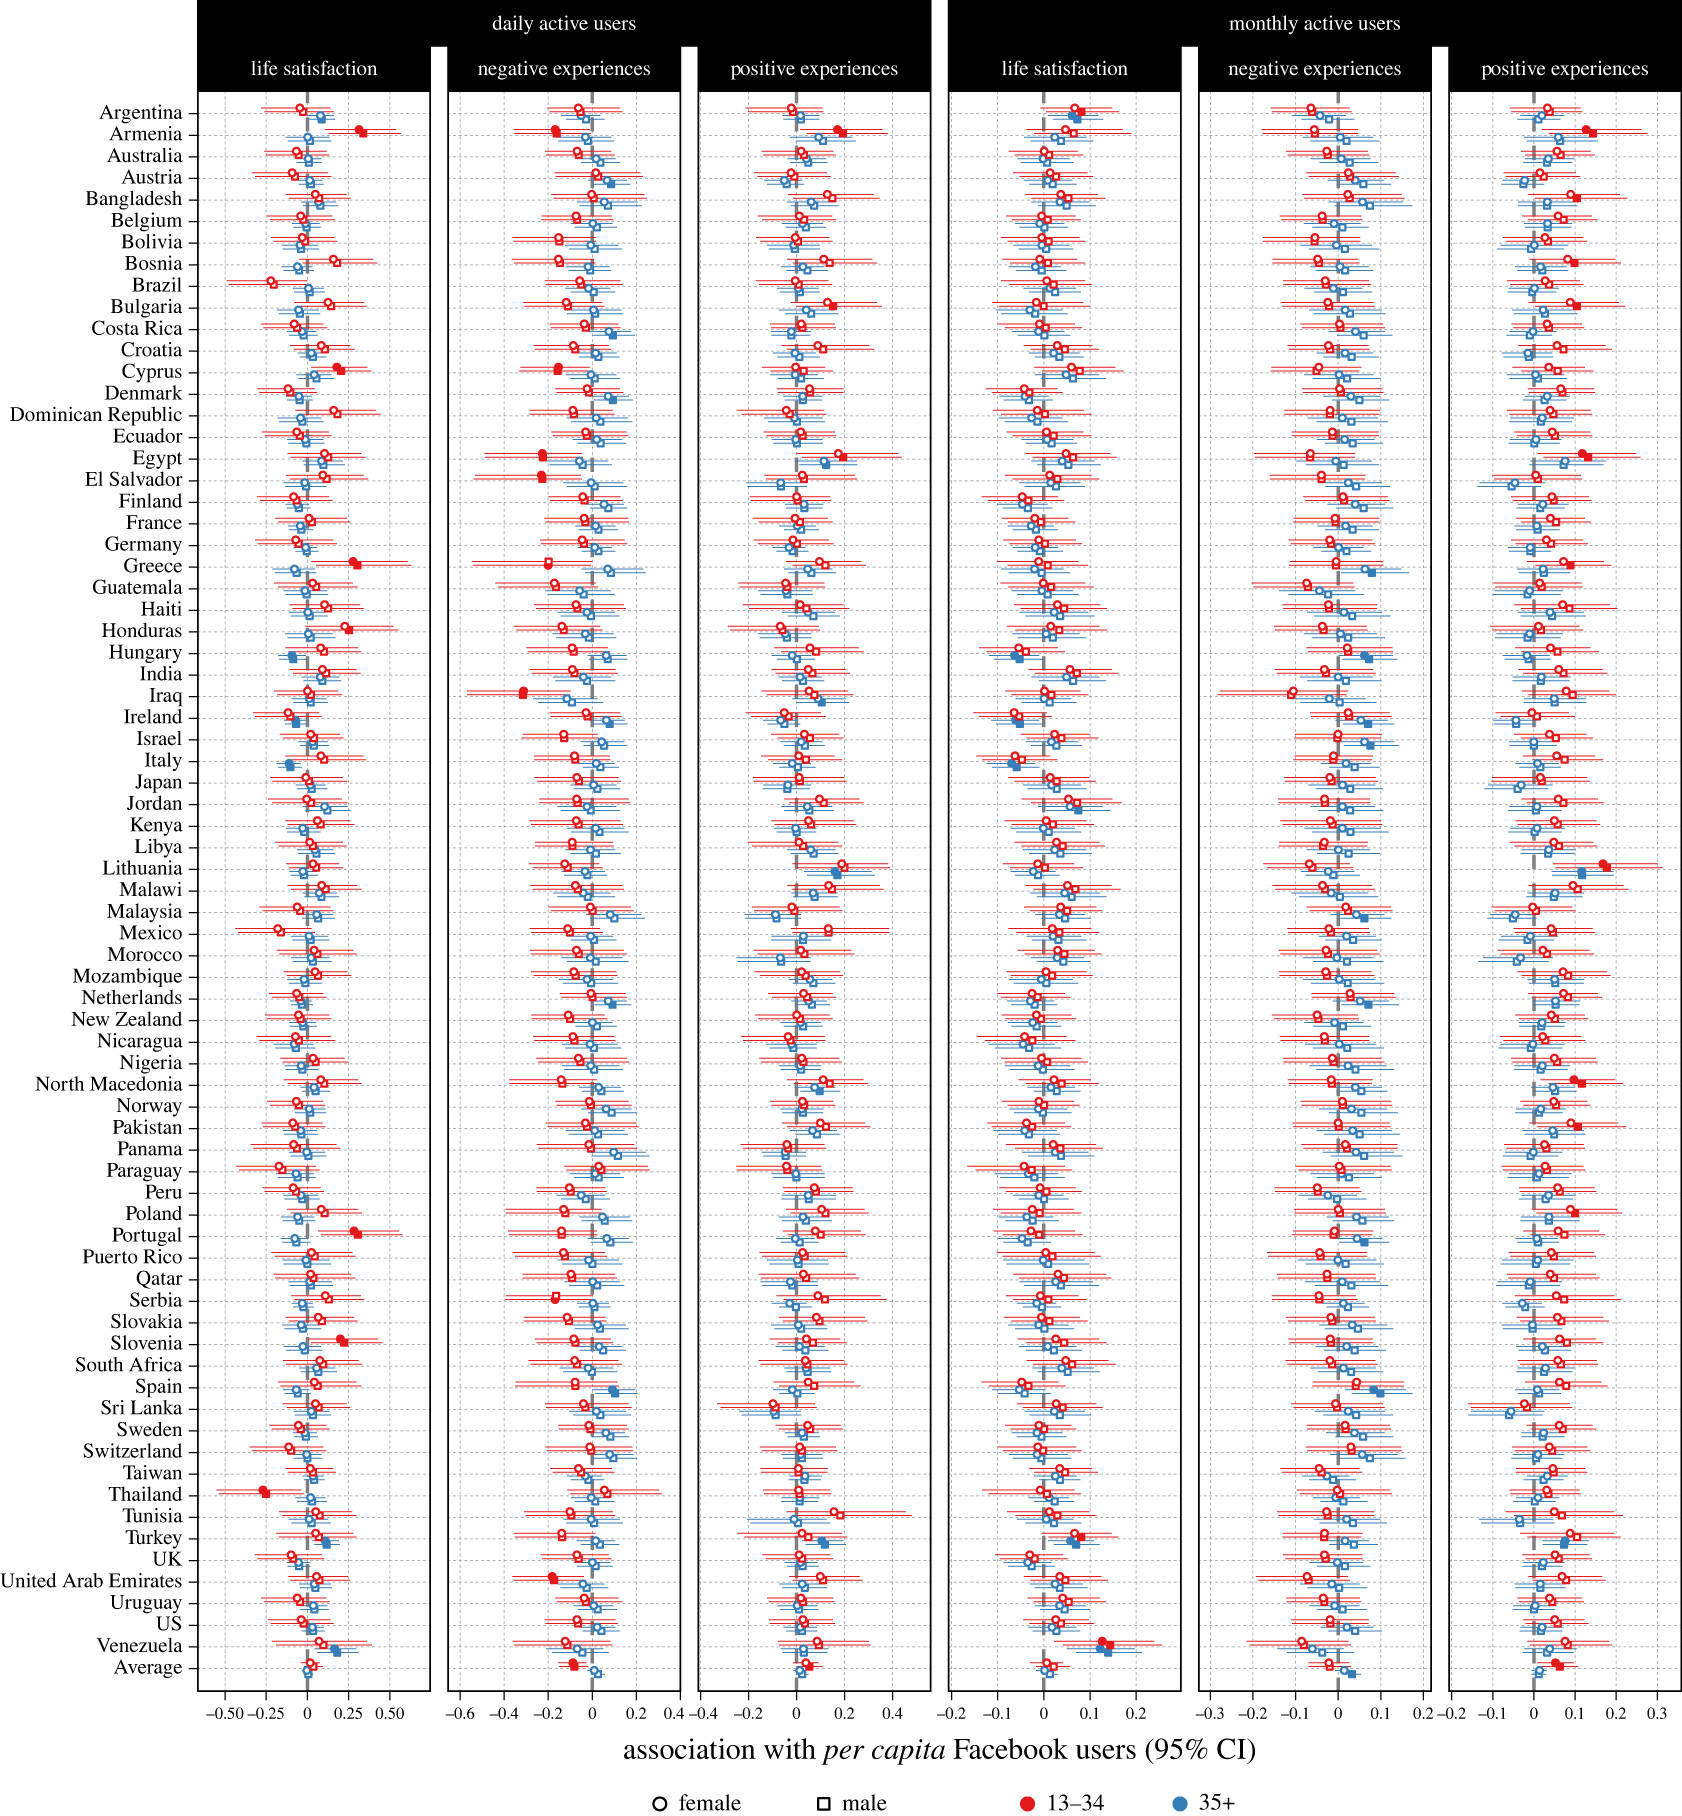 daily active users
monthly active users
life satisfaction
negative experiences
positive experiences
life satisfaction
negative experiences
positive experiences
Argentina
Armenia
Australia
Austria
Bangladesh
Belgium
Bolivia
Bosnia
Brazil
Bulgaria
Costa Rica
Croatia
Cyprus
Denmark
Dominican Republic
Ecuador
Egypt
El Salvador
Finland
France
Germany
Greece
Guatemala
Haiti
Honduras
Hungary
India
Iraq
Ireland
Israel
Italy
Japan
Jordan
Kenya
Libya
Lithuania
Malawi
Malaysia
Mexico
Morocco
Mozambique
Netherlands
New Zealand
Nicaragua
Nigeria
North Macedonia
Norway
Pakistan
Panama
Paraguay
Peru
Poland
Portugal
Puerto Rico
Qatar
Serbia
Slovakia
Slovenia
South Africa
Spain
Sri Lanka
Sweden
Switzerland
Taiwan
Thailand
Tunisia
Turkey
UK
United Arab Emirates
Uruguay
US
Venezuela
Average
–0.50 –0.25 0 0.25 0.50
–0.6 –0.4 –0.2 0 0.2 0.4
–0.4 –0.2 0 0.2 0.4
–0.2 –0.1 0 0.1 0.2
–0.3 –0.2 –0.1 0 0.1 0.2
–0.2 –0.1 0 0.1 0.2 0.3
association with per capita Facebook users (95% CI)
female male 13–34 35+